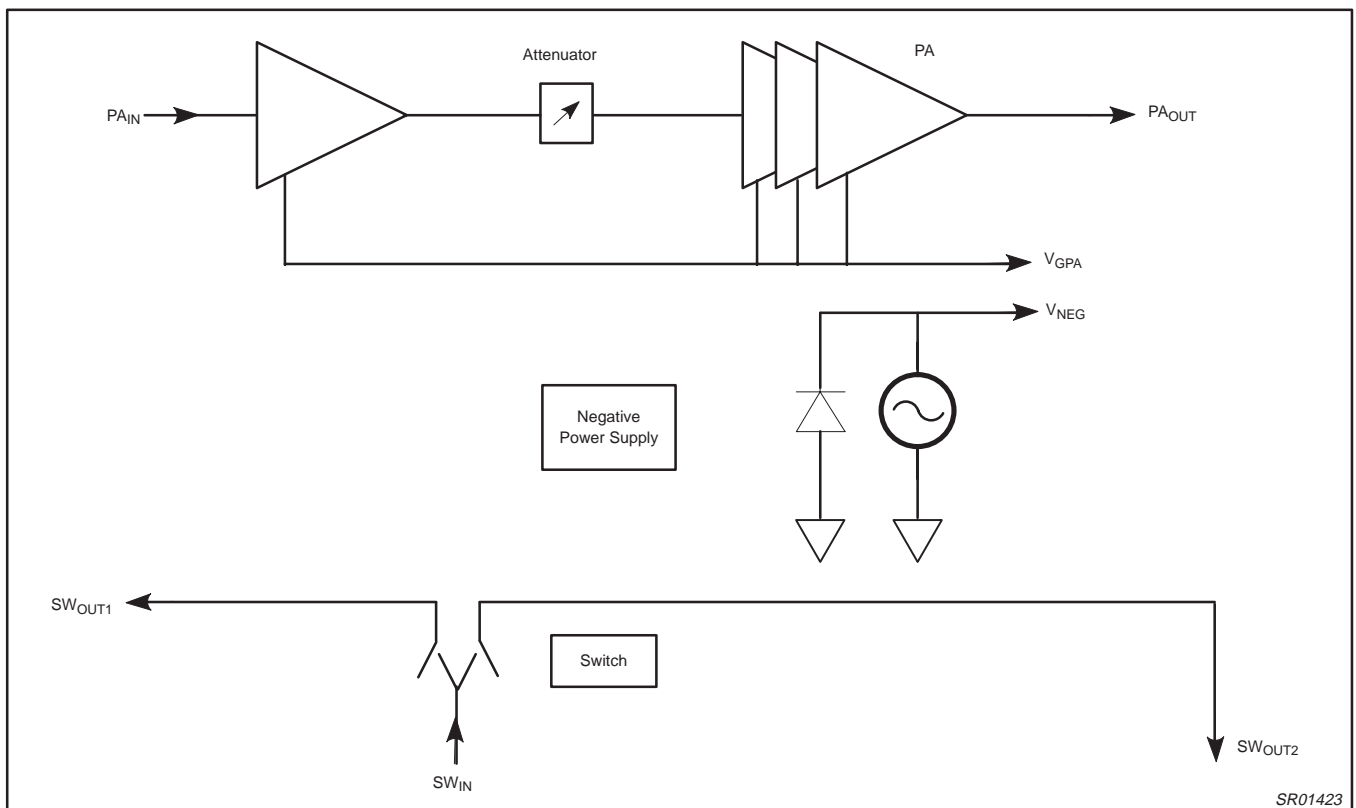 Attenuator
PA
PA_IN
PA_OUT
V_GPA
V_NEG
Negative
Power Supply
SW_OUT1
Switch
SW_IN
SW_OUT2
SR01423